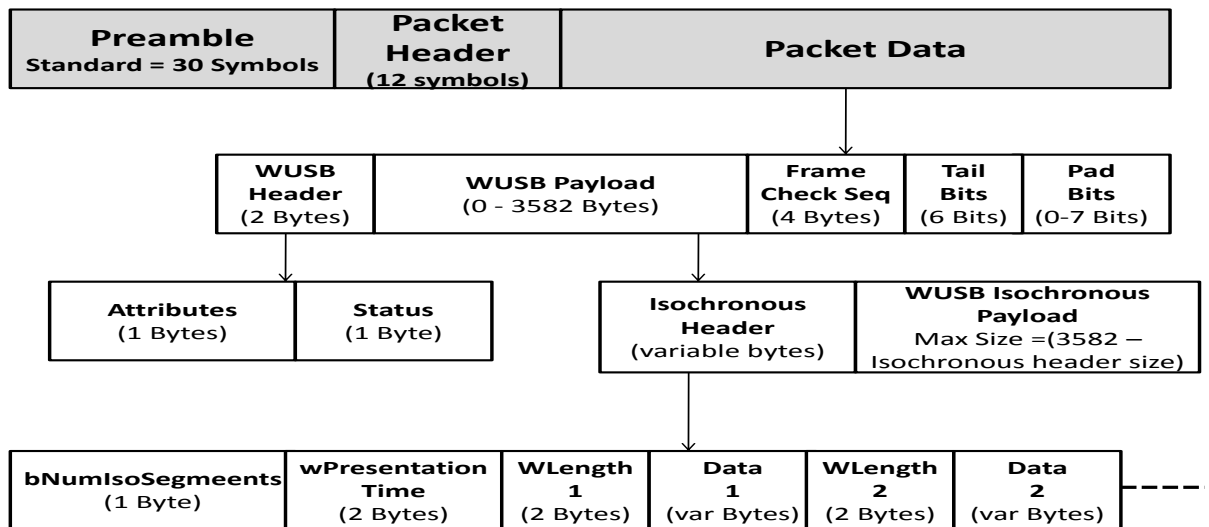 Preamble
Standard = 30 Symbols
Packet
Header
(12 symbols)
Packet Data
WUSB
Header
(2 Bytes)
WUSB Payload
(0 - 3582 Bytes)
Frame
Check Seq
(4 Bytes)
Tail
Bits
(6 Bits)
Pad
Bits
(0-7 Bits)
Attributes
(1 Bytes)
Status
(1 Byte)
Isochronous
Header
(variable bytes)
WUSB Isochronous
Payload
Max Size =(3582 –
Isochronous header size)
bNumIsoSegmeents
(1 Byte)
wPresentation
Time
(2 Bytes)
WLength
1
(2 Bytes)
Data
1
(var Bytes)
WLength
2
(2 Bytes)
Data
2
(var Bytes)